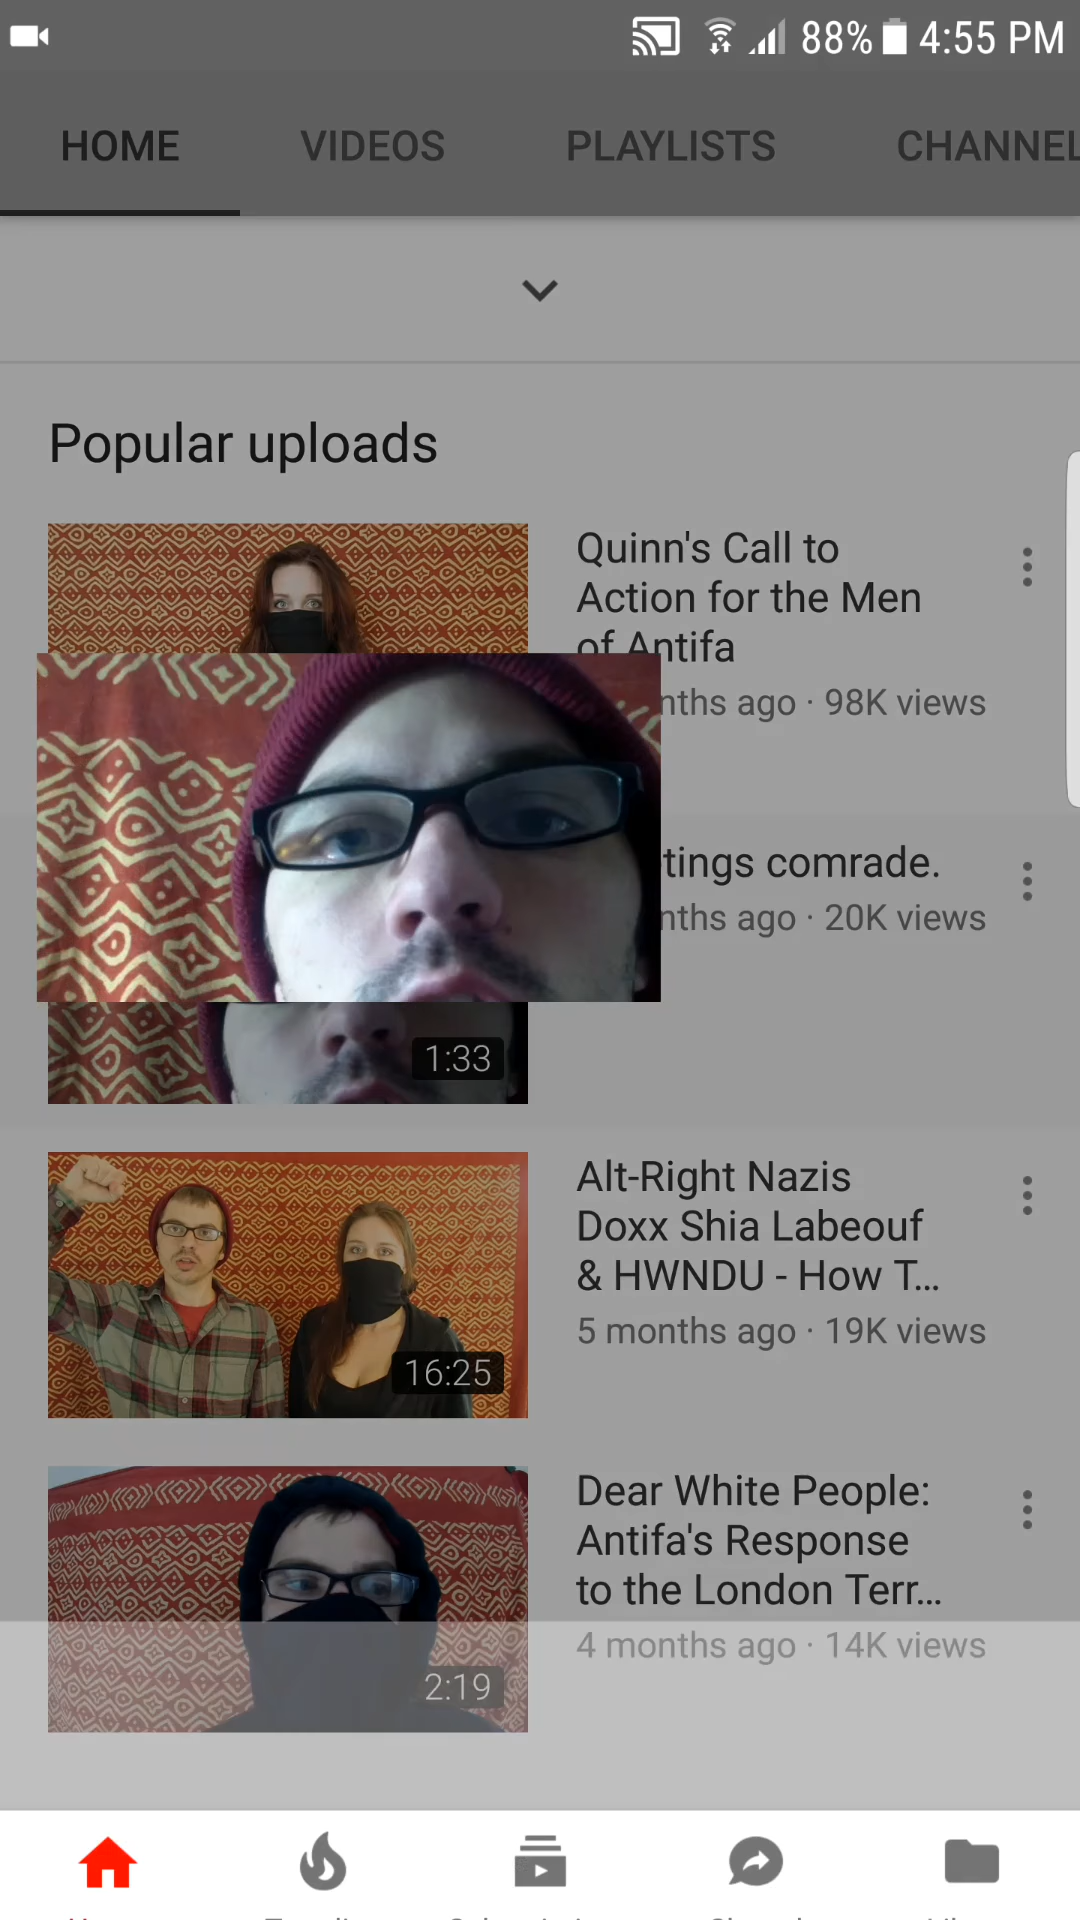 88% 4:55 PM
HOME VIDEOS PLAYLISTS CHANNEL
Popular uploads
Quinn's Call to
Action for the Men
of Antifa
nths ago · 98K views
tings comrade.
nths ago · 20K views
1:33
Alt-Right Nazis
Doxx Shia Labeouf
& HWNDU - How T...
5 months ago · 19K views
16:25
Dear White People:
Antifa's Response
to the London Terr...
4 months ago · 14K views
2:19